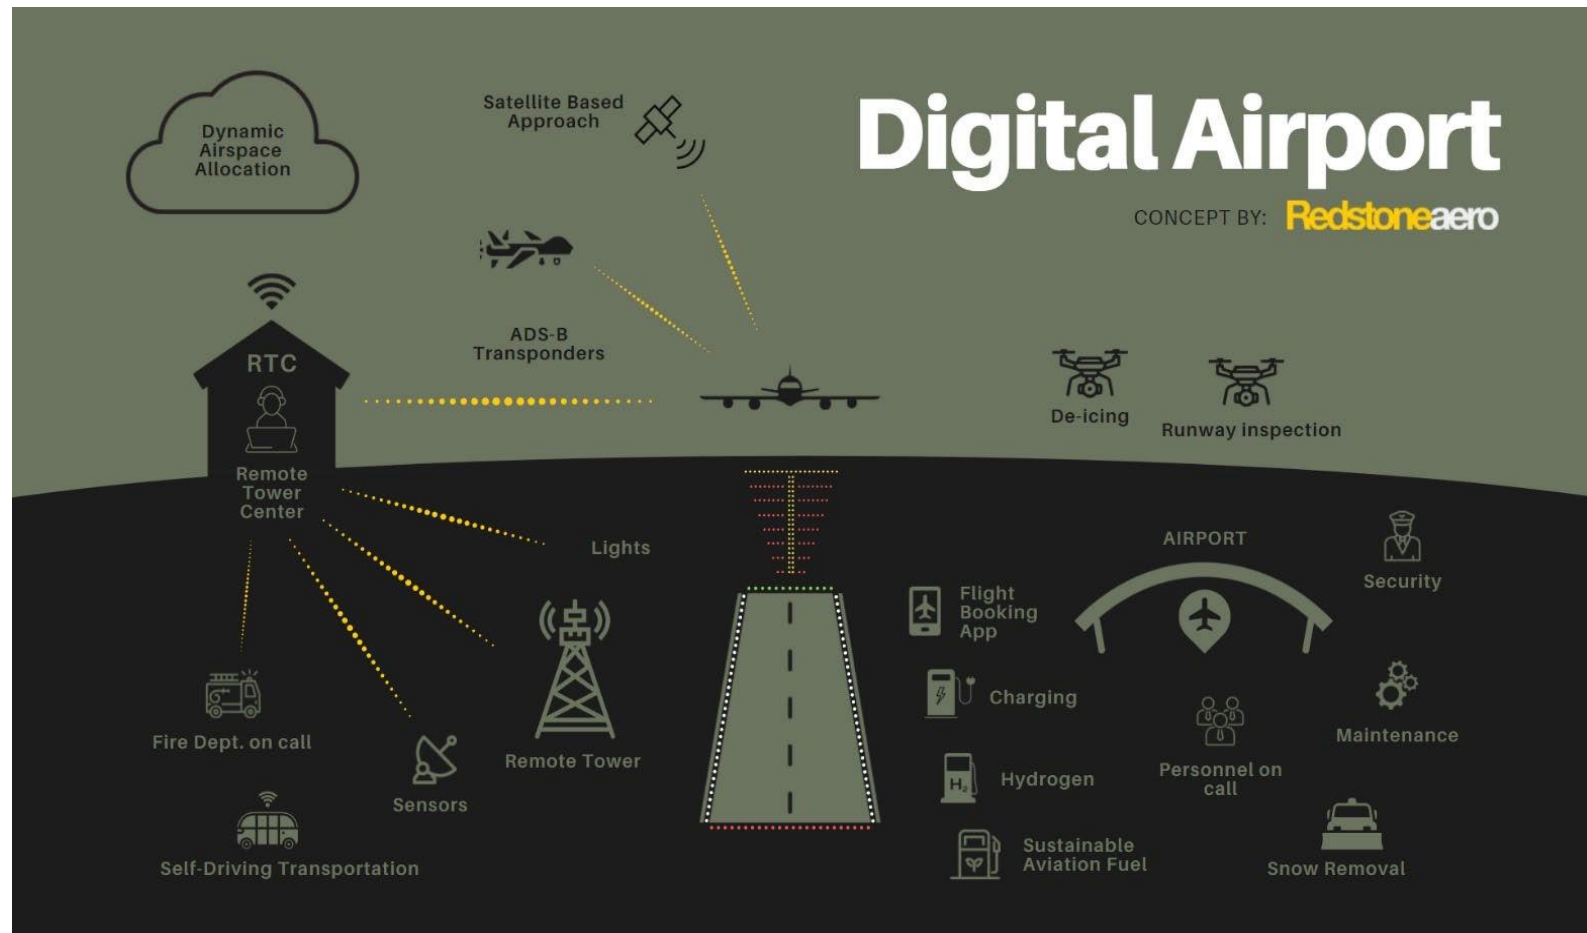 Digital Airport
CONCEPT BY: Redstoneaero
Dynamic
Airspace
Allocation
Satellite Based
Approach
ADS-B
Transponders
RTC
Remote
Tower
Center
De-icing
Runway inspection
Lights
Fire Dept. on call
Sensors
Remote Tower
Self-Driving Transportation
Flight
Booking
App
Charging
H₂
Hydrogen
Sustainable
Aviation Fuel
AIRPORT
Security
Maintenance
Personnel on
call
Snow Removal